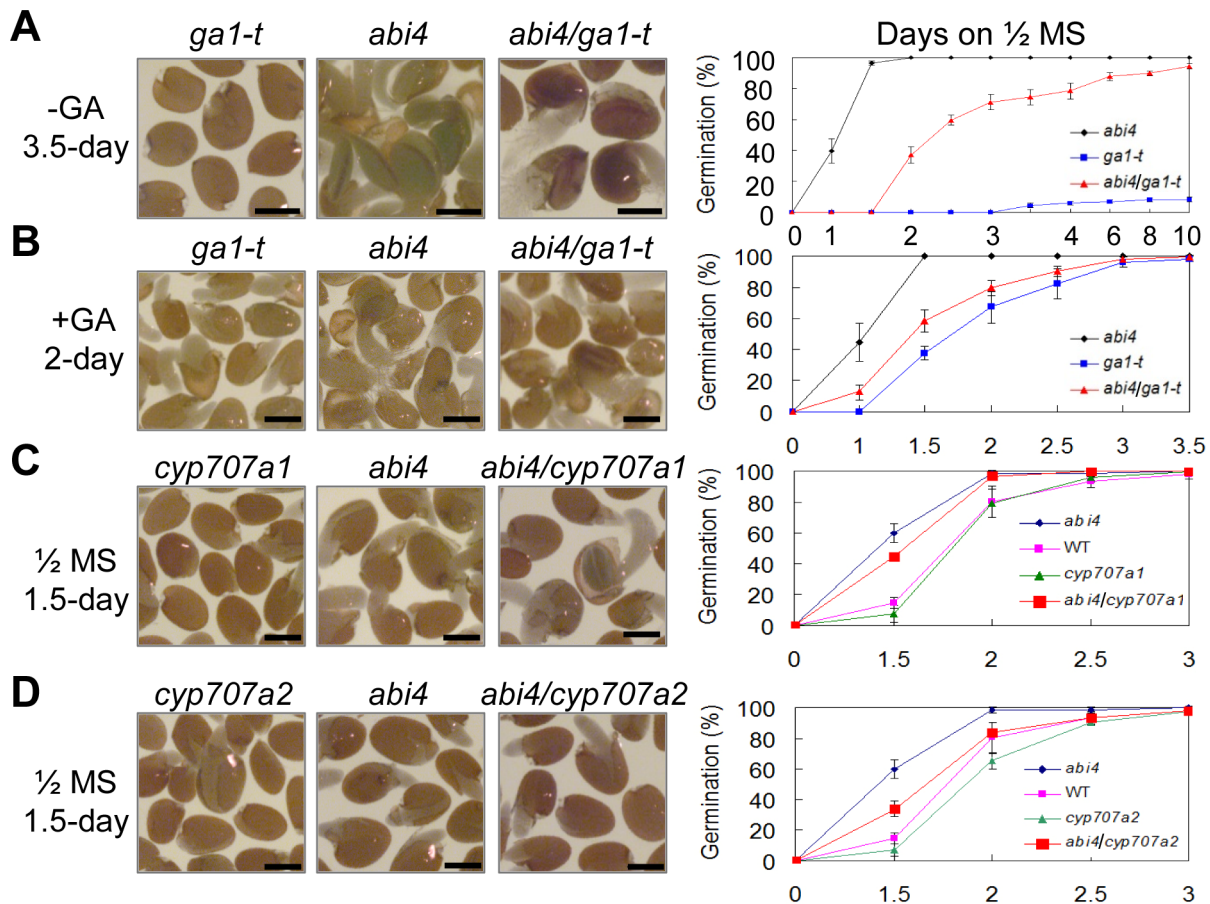 A
ga1-t abi4 abi4/ga1-t
Days on ½ MS
-GA
3.5-day
Germination (%)
100
80
60
40
20
0
abi4
ga1-t
abi4/ga1-t
0 1 2 3 4 6 8 10
B
ga1-t abi4 abi4/ga1-t
+GA
2-day
Germination (%)
100
80
60
40
20
0
abi4
ga1-t
abi4/ga1-t
0 1 1.5 2 2.5 3 3.5
C
cyp707a1 abi4 abi4/cyp707a1
½ MS
1.5-day
Germination (%)
100
80
60
40
20
0
abi4
WT
cyp707a1
abi4/cyp707a1
0 1.5 2 2.5 3
D
cyp707a2 abi4 abi4/cyp707a2
½ MS
1.5-day
Germination (%)
100
80
60
40
20
0
abi4
WT
cyp707a2
abi4/cyp707a2
0 1.5 2 2.5 3